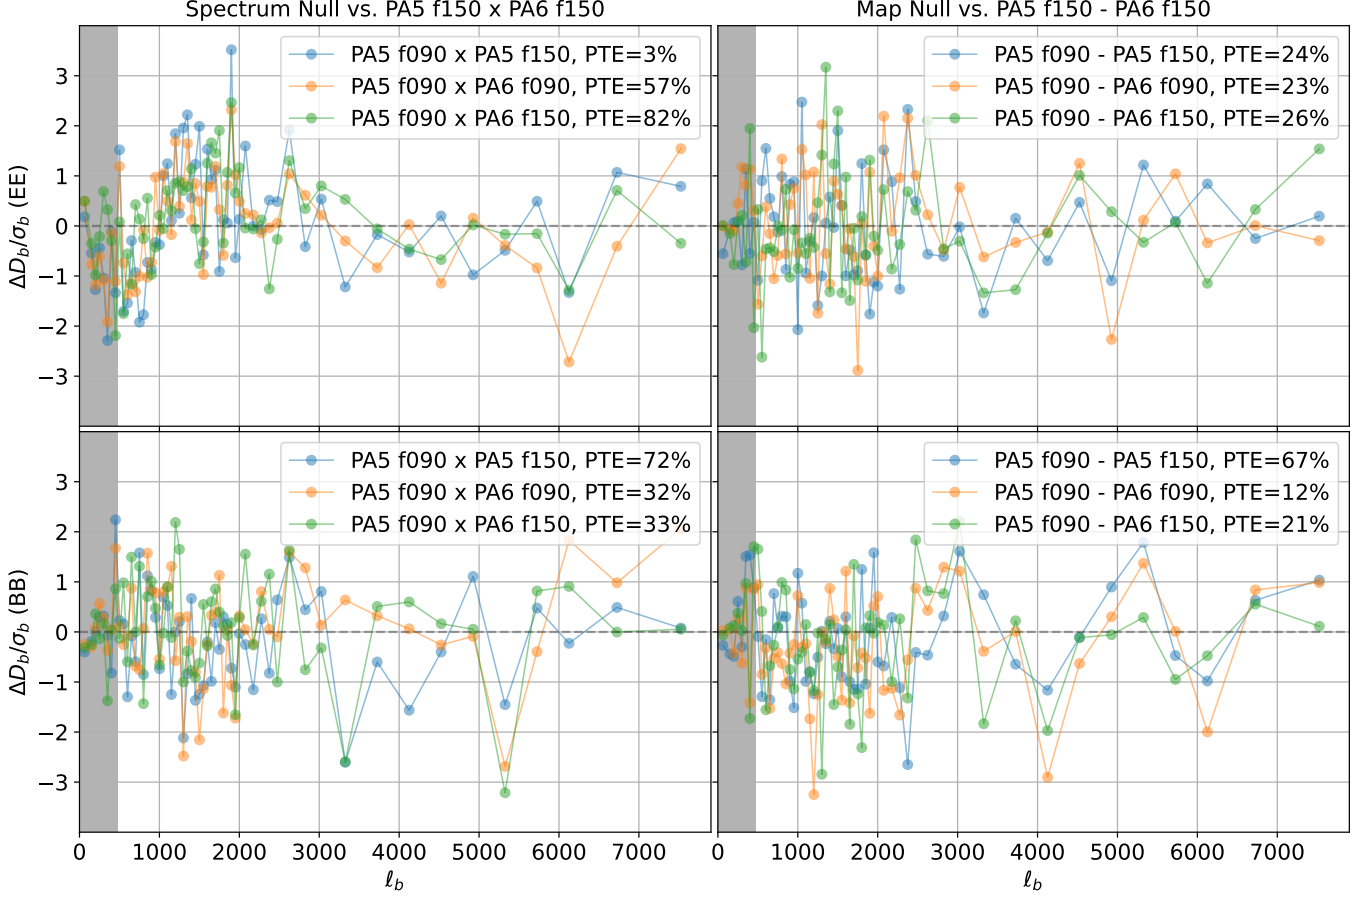 Spectrum Null vs. PA5 f150 x PA6 f150
Map Null vs. PA5 f150 - PA6 f150
PA5 f090 x PA5 f150, PTE=3%
PA5 f090 x PA6 f090, PTE=57%
PA5 f090 x PA6 f150, PTE=82%
PA5 f090 - PA5 f150, PTE=24%
PA5 f090 - PA6 f090, PTE=23%
PA5 f090 - PA6 f150, PTE=26%
ΔD_b/σ_b (EE)
3
2
1
0
−1
−2
−3
PA5 f090 x PA5 f150, PTE=72%
PA5 f090 x PA6 f090, PTE=32%
PA5 f090 x PA6 f150, PTE=33%
PA5 f090 - PA5 f150, PTE=67%
PA5 f090 - PA6 f090, PTE=12%
PA5 f090 - PA6 f150, PTE=21%
ΔD_b/σ_b (BB)
3
2
1
0
−1
−2
−3
0 1000 2000 3000 4000 5000 6000 7000
0 1000 2000 3000 4000 5000 6000 7000
ℓ_b
ℓ_b